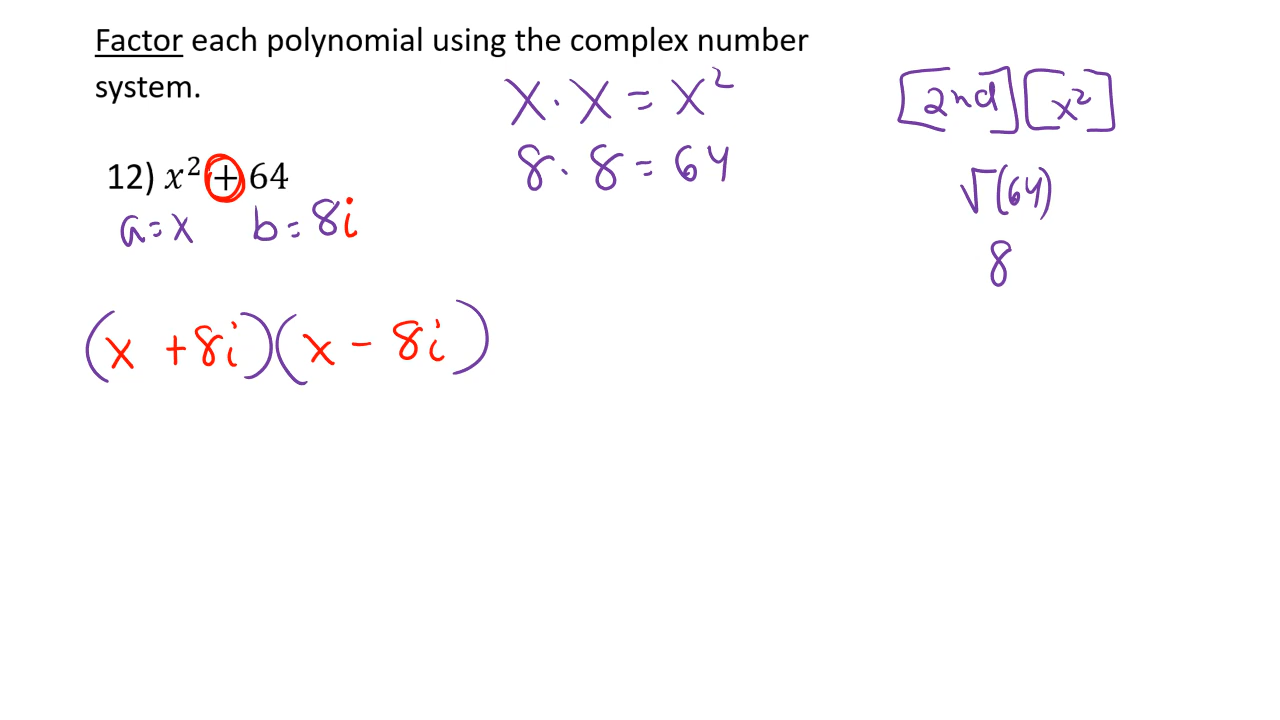 Factor each polynomial using the complex number
system.
x · x = x²
8 · 8 = 64
[2nd] [x²]
√(64)
8
12) x² + 64
a = x b = 8i
(x + 8i)(x - 8i)